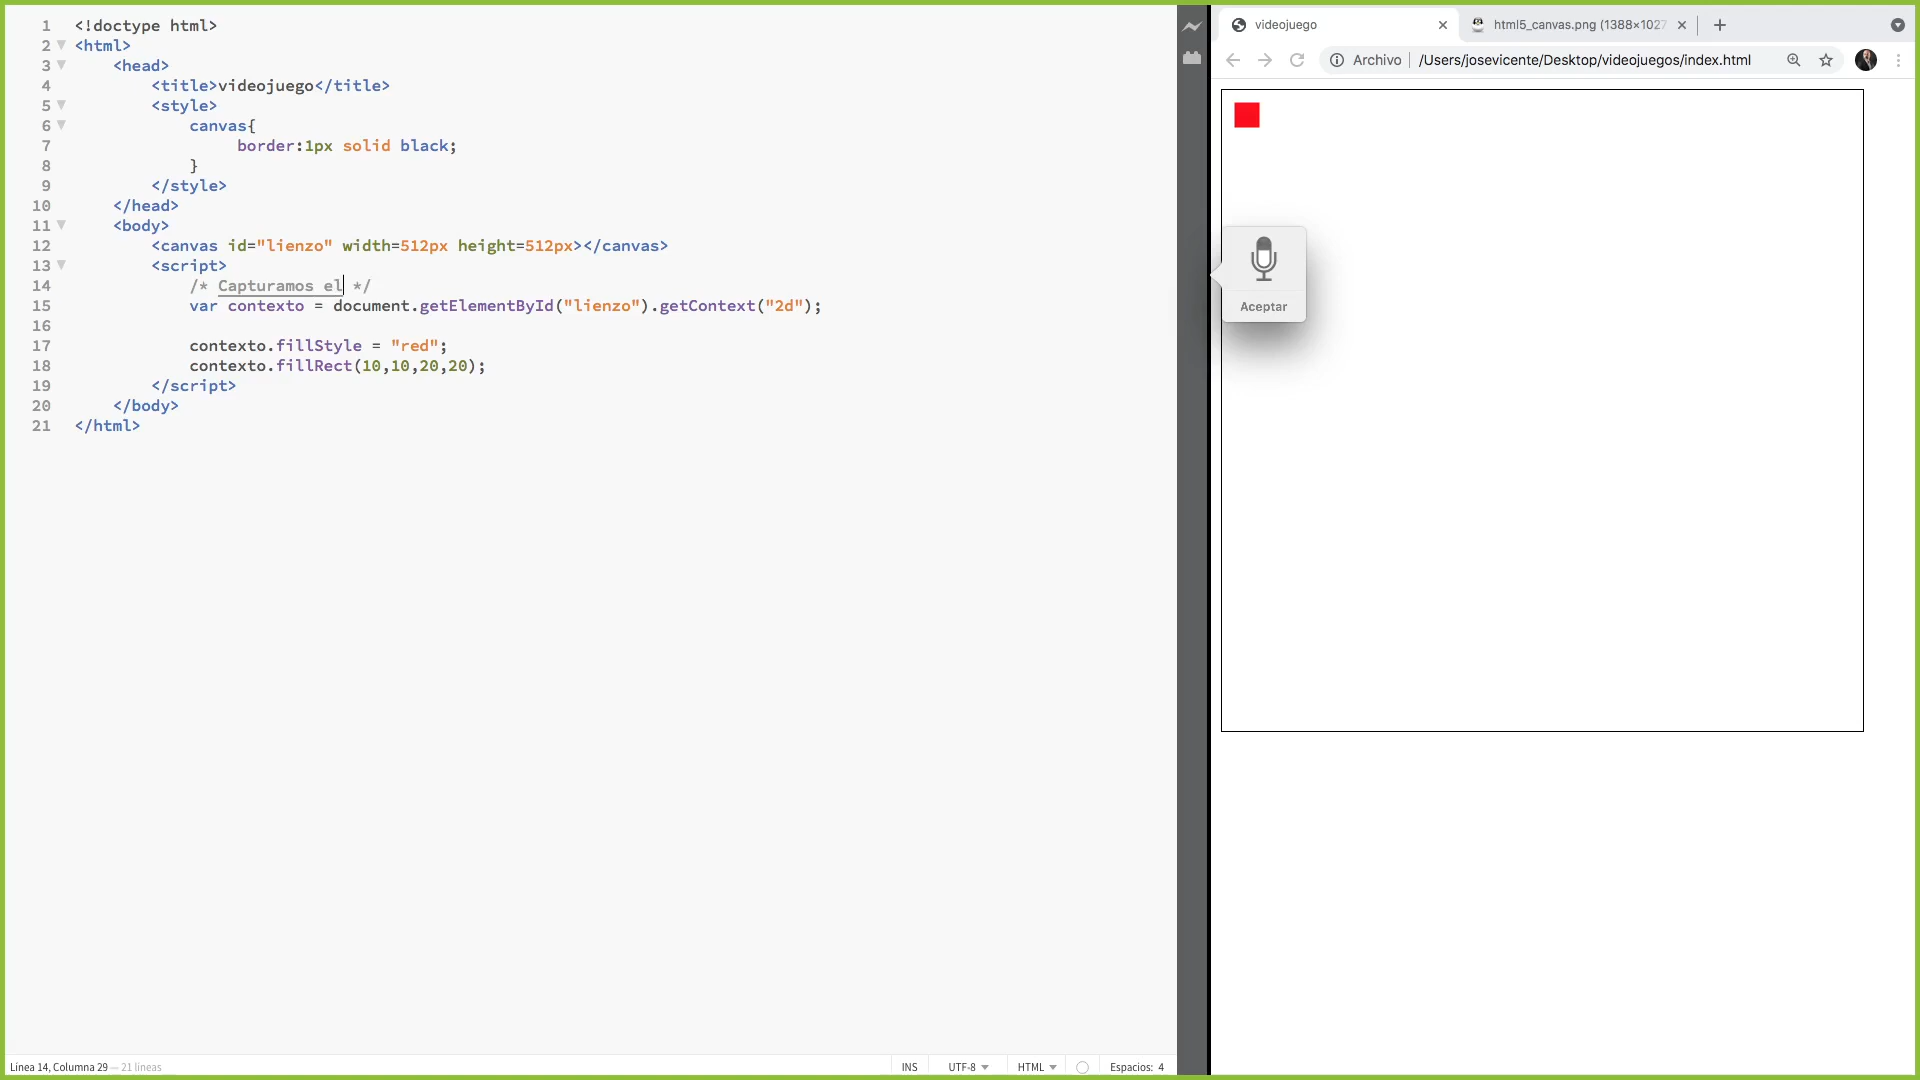 1 <!doctype html>
2 <html>
3 <head>
4 <title>videojuego</title>
5 <style>
6 canvas{
7 border:1px solid black;
8 }
9 </style>
10 </head>
11 <body>
12 <canvas id="lienzo" width=512px height=512px></canvas>
13 <script>
14 /* Capturamos el */
15 var contexto = document.getElementById("lienzo").getContext("2d");
16
17 contexto.fillStyle = "red";
18 contexto.fillRect(10,10,20,20);
19 </script>
20 </body>
21 </html>
Línea 14, Columna 29 — 21 líneas
INS UTF-8 HTML Espacios: 4
videojuego
html5_canvas.png (1388×1027
Archivo /Users/josevicente/Desktop/videojuegos/index.html
Aceptar